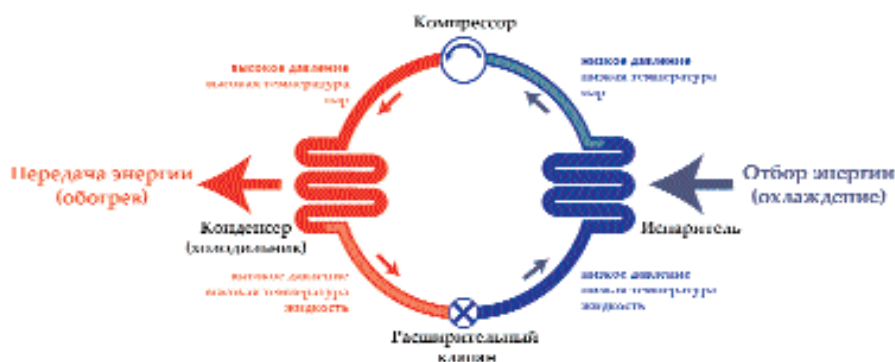 Компрессор
высокое давление
высокая температура
пар
низкое давление
низкая температура
пар
Передача энергии
(обогрев)
Отбор энергии
(охлаждение)
Конденсер
(холодильник)
Испаритель
высокое давление
высокая температура
жидкость
низкое давление
низкая температура
жидкость
Расширительный
клапан